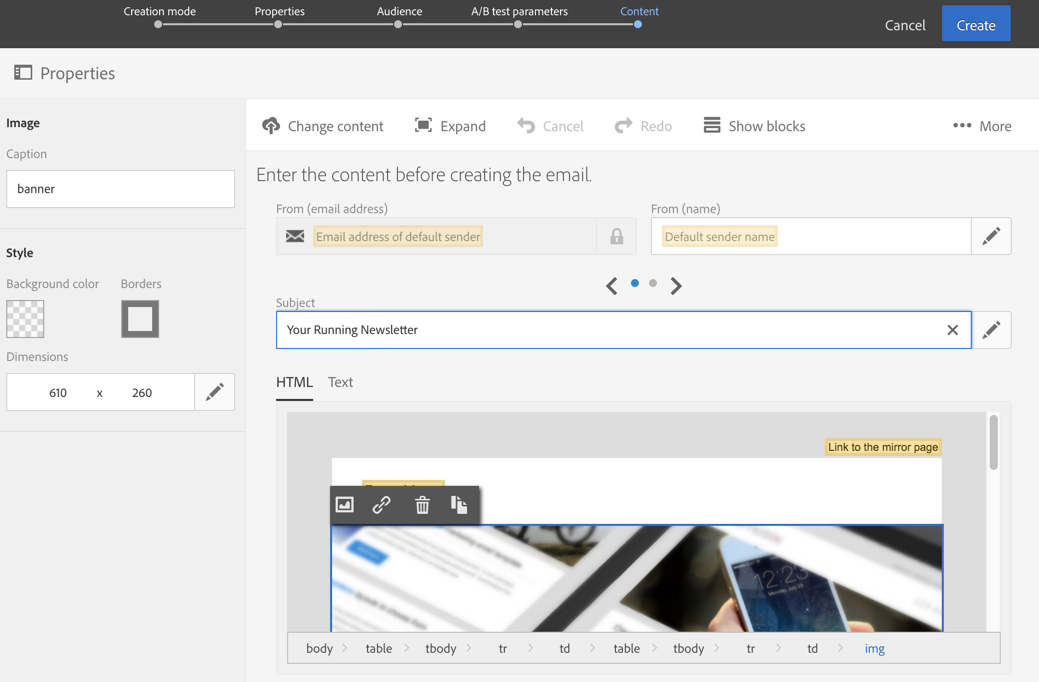 Creation mode
Properties
Audience
A/B test parameters
Content
Cancel
Create
Properties
Image
Caption
banner
Style
Background color
Borders
Dimensions
610 x 260
Change content
Expand
Cancel
Redo
Show blocks
••• More
Enter the content before creating the email.
From (email address)
Email address of default sender
From (name)
Default sender name
Subject
Your Running Newsletter
HTML
Text
Link to the mirror page
12:23
body
table
tbody
tr
td
table
tbody
tr
td
img